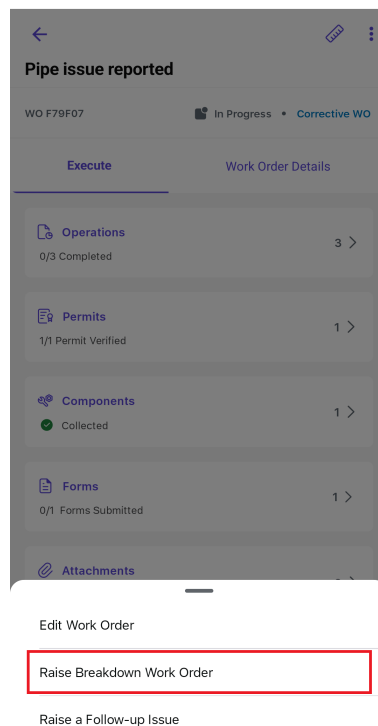 Pipe issue reported
WO F79F07 In Progress • Corrective WO
Execute Work Order Details
Operations
3
0/3 Completed
Permits
1
1/1 Permit Verified
Components
1
Collected
Forms
1
0/1 Forms Submitted
Attachments
Edit Work Order
Raise Breakdown Work Order
Raise a Follow-up Issue